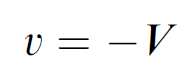 v = −V